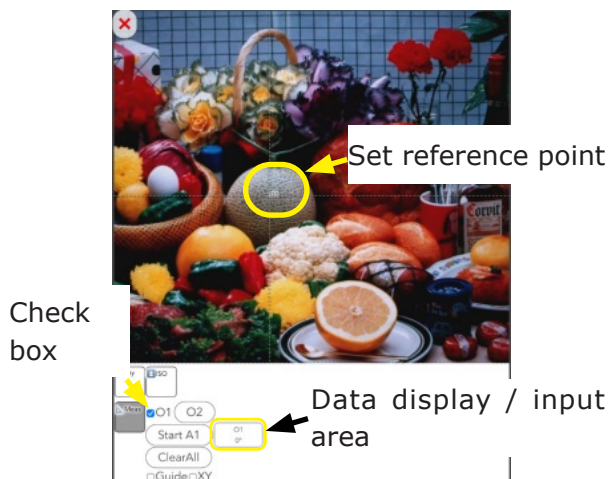 Set reference point
Corvit
Check
box
ISO
Meas
O1
O2
Start A1
O1
0°
Data display / input
area
ClearAll
Guide
XY